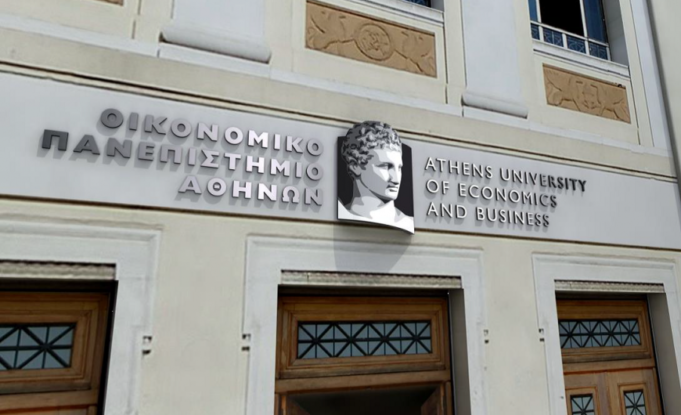 ΟΙΚΟΝΟΜΙΚΟ
ΠΑΝΕΠΙΣΤΗΜΙΟ
ΑΘΗΝΩΝ
ATHENS UNIVERSITY
OF ECONOMICS
AND BUSINESS